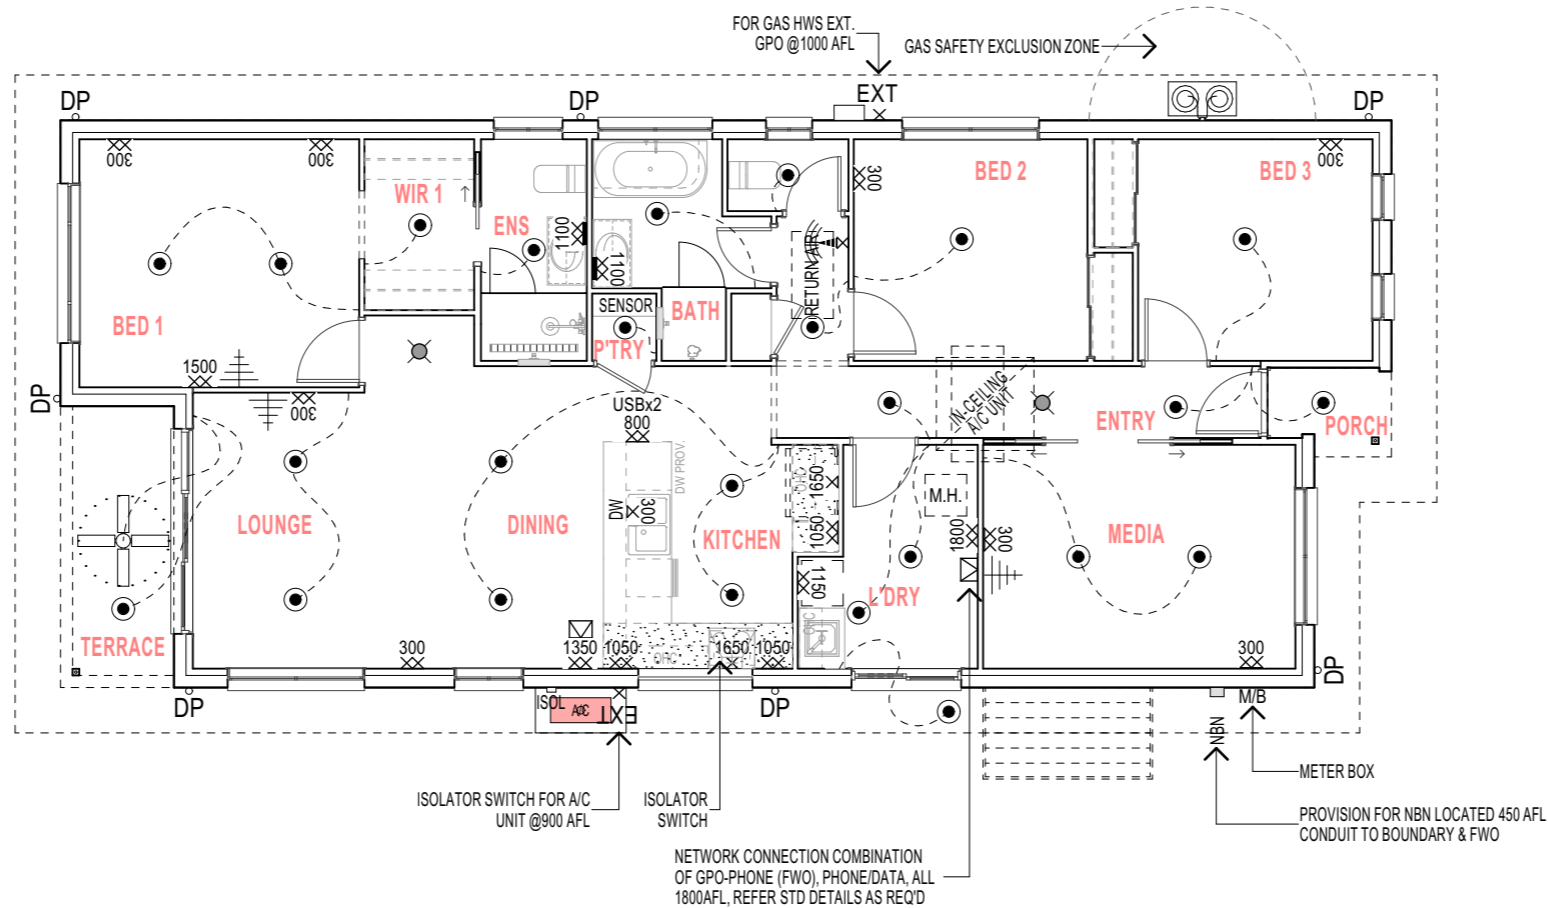 FOR GAS HWS EXT.
GPO @1000 AFL
GAS SAFETY EXCLUSION ZONE
DP
DP
EXT
DP
300
300
WIR 1
ENS
1100
1100
300
BED 2
BED 3
300
RETURN AIR
BED 1
SENSOR
BATH
P'TRY
1500
300
DP
USBx2
800
IN-CEILING
A/C UNIT
ENTRY
PORCH
DW PROV.
OHC
1650
M.H.
LOUNGE
DINING
DW
300
KITCHEN
1050
1800
300
MEDIA
1150
L'DRY
OHC
TERRACE
300
1350
1050
OHC
1650
1050
300
DP
DP
ISOL
A/C
EXT
DP
M/B
NBN
METER BOX
ISOLATOR SWITCH FOR A/C
UNIT @900 AFL
ISOLATOR
SWITCH
PROVISION FOR NBN LOCATED 450 AFL
CONDUIT TO BOUNDARY & FWO
NETWORK CONNECTION COMBINATION
OF GPO-PHONE (FWO), PHONE/DATA, ALL
1800AFL, REFER STD DETAILS AS REQ'D